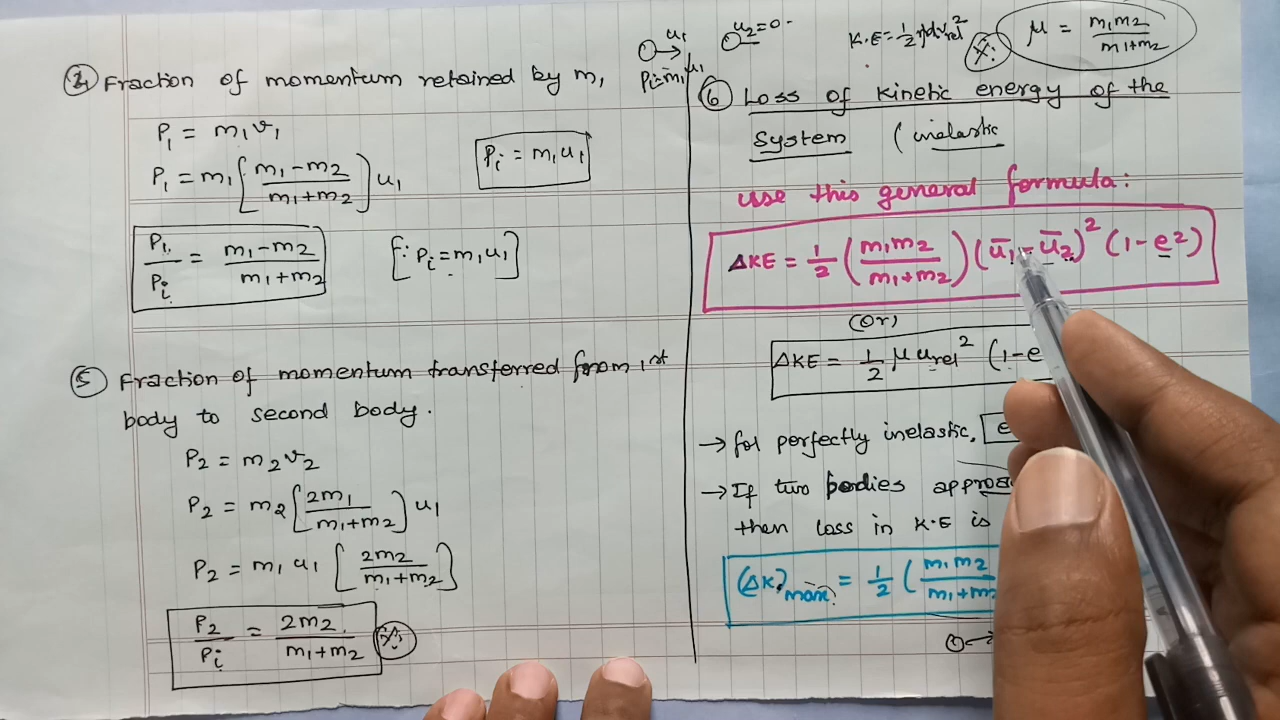 ④ Fraction of momentum retained by m₁
P₁ = m₁v₁
P₁ = m₁ [ (m₁-m₂)/(m₁+m₂) ] u₁
Pᵢ = m₁u₁
P₁/Pᵢ = (m₁-m₂)/(m₁+m₂) [∵ Pᵢ = m₁u₁]
⑤ Fraction of momentum transferred from 1st
body to second body.
P₂ = m₂v₂
P₂ = m₂ [ 2m₁/(m₁+m₂) ] u₁
P₂ = m₁u₁ [ 2m₂/(m₁+m₂) ]
P₂/Pᵢ = 2m₂/(m₁+m₂)
u₁ u₂=0
Pᵢ=m₁u₁
K.E=½μv²rel
μ = m₁m₂/(m₁+m₂)
⑥ Loss of kinetic energy of the
system (inelastic
use this general formula:
ΔKE = ½ (m₁m₂/(m₁+m₂)) (ū₁-ū₂)² (1-e²)
(or)
ΔKE = ½ μ u²rel (1-e
→ for perfectly inelastic, e
→ If two bodies
then loss in K.E is
(ΔK)max = ½ (m₁m₂/(m₁+m₂